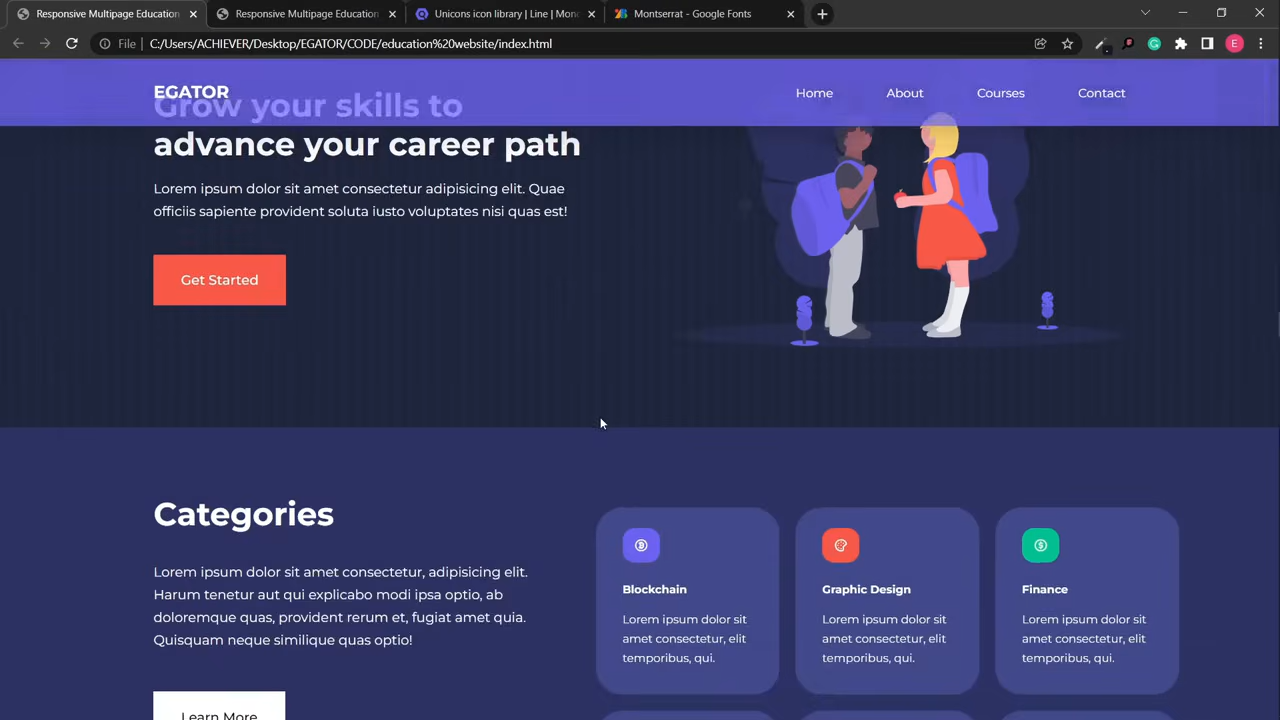 Responsive Multipage Education
Responsive Multipage Education
Unicons icon library | Line | Mono
Montserrat - Google Fonts
File
C:/Users/ACHIEVER/Desktop/EGATOR/CODE/education%20website/index.html
E
EGATOR
Home
About
Courses
Contact
Grow your skills to
advance your career path
Lorem ipsum dolor sit amet consectetur adipisicing elit. Quae
officiis sapiente provident soluta iusto voluptates nisi quas est!
Get Started
Categories
Lorem ipsum dolor sit amet consectetur, adipisicing elit.
Harum tenetur aut qui explicabo modi ipsa optio, ab
doloremque quas, provident rerum et, fugiat amet quia.
Quisquam neque similique quas optio!
Learn More
Blockchain
Lorem ipsum dolor sit
amet consectetur, elit
temporibus, qui.
Graphic Design
Lorem ipsum dolor sit
amet consectetur, elit
temporibus, qui.
Finance
Lorem ipsum dolor sit
amet consectetur, elit
temporibus, qui.